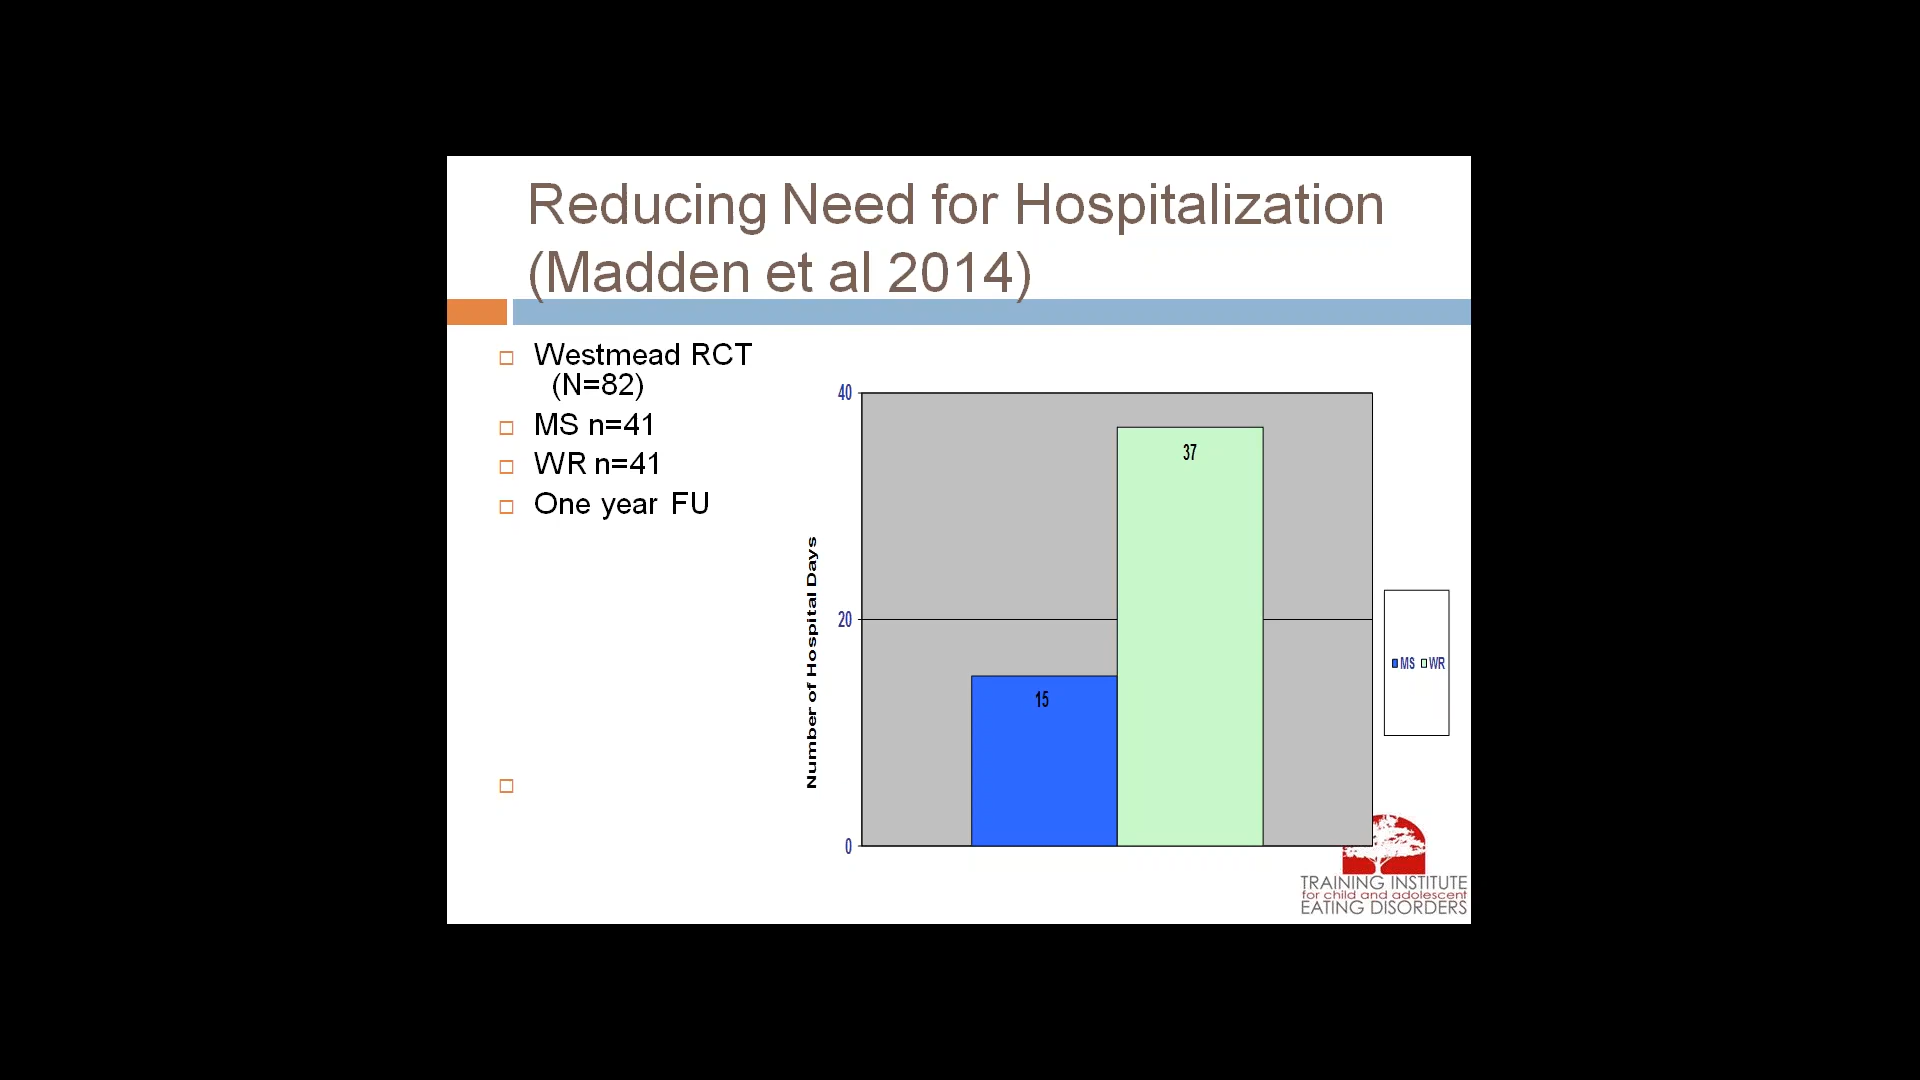 Reducing Need for Hospitalization
(Madden et al 2014)
Westmead RCT
(N=82)
MS n=41
WR n=41
One year FU
Number of Hospital Days
40
20
0
37
15
MS WR
TRAINING INSTITUTE
for child and adolescent
EATING DISORDERS